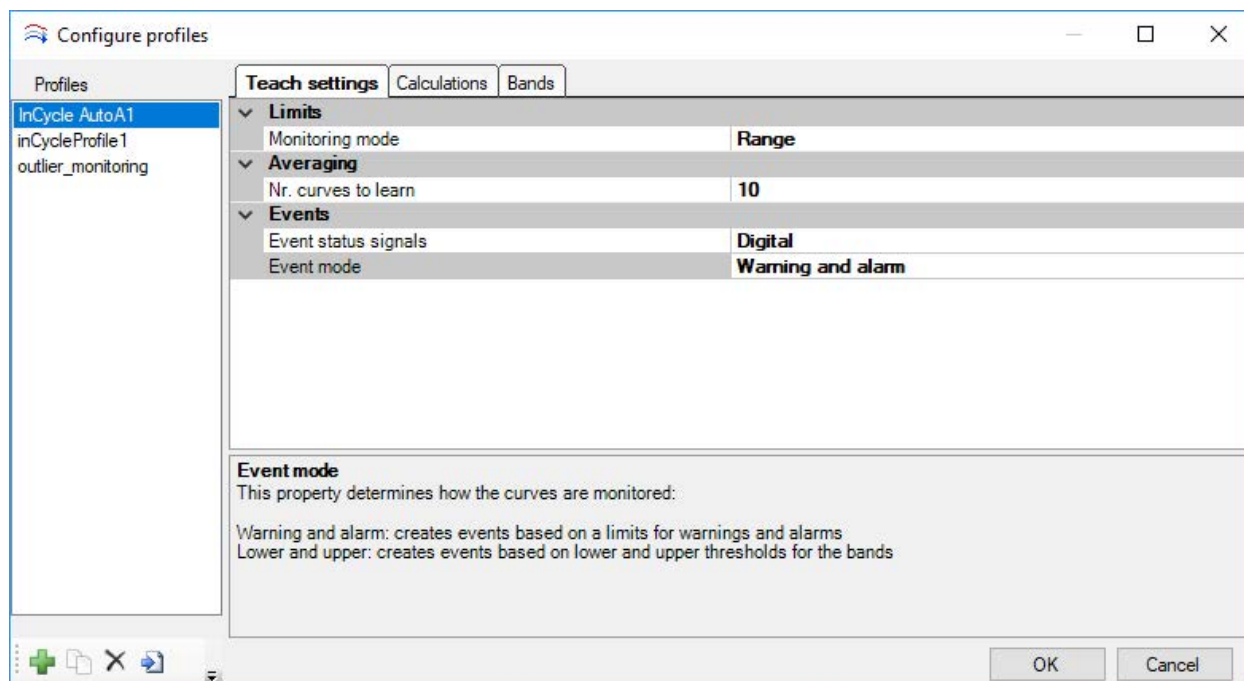 Configure profiles
Profiles
InCycle AutoA1
inCycleProfile1
outlier_monitoring
Teach settings Calculations Bands
Limits
Monitoring mode Range
Averaging
Nr. curves to learn 10
Events
Event status signals Digital
Event mode Warning and alarm
Event mode
This property determines how the curves are monitored:
Warning and alarm: creates events based on a limits for warnings and alarms
Lower and upper: creates events based on lower and upper thresholds for the bands
OK Cancel